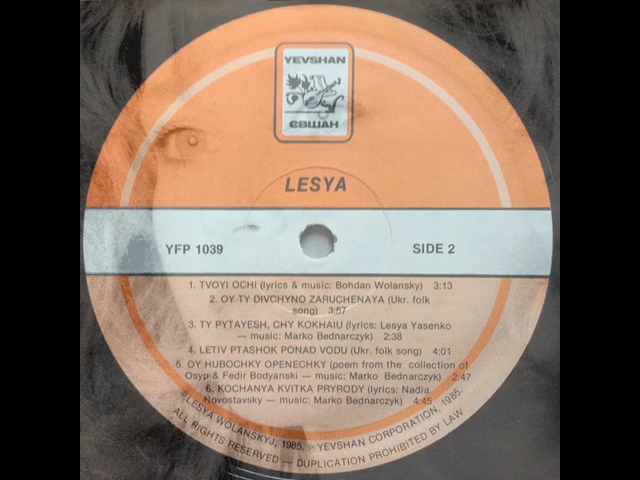 YEVSHAN
ЄВШАН
LESYA
YFP 1039
SIDE 2
1. TVOYI OCHI (lyrics & music: Bohdan Wolansky) 3:13
2. OY TY DIVCHYNO ZARUCHENAYA (Ukr. folk
song) 3:57
3. TY PYTAYESH, CHY KOKHAIU (lyrics: Lesya Yasenko
— music: Marko Bednarczyk) 2:38
4. LETIV PTASHOK PONAD VODU (Ukr. folk song) 4:01
5. OY HUBOCHKY OPENECHKY (poem from the collection of
Osyp & Fedir Bodyanski — music: Marko Bednarczyk) 2:47
6. KOCHANYA KVITKA PRYRODY (lyrics: Nadia
Novostavsky — music: Marko Bednarczyk) 4:45
LESYA WOLANSKYJ, 1985. ℗ YEVSHAN CORPORATION, 1985.
ALL RIGHTS RESERVED — DUPLICATION PROHIBITED BY LAW